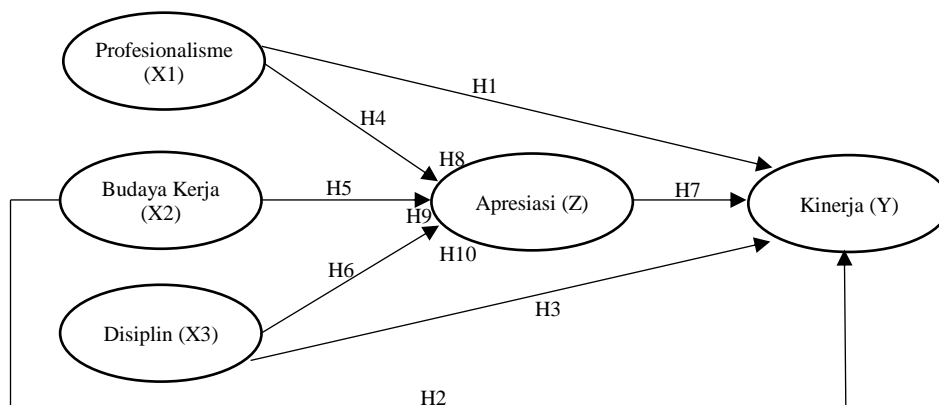 Profesionalisme
(X1)
H1
H4
H8
Budaya Kerja
(X2)
H5
H9
Apresiasi (Z)
H7
Kinerja (Y)
H10
H6
Disiplin (X3)
H3
H2